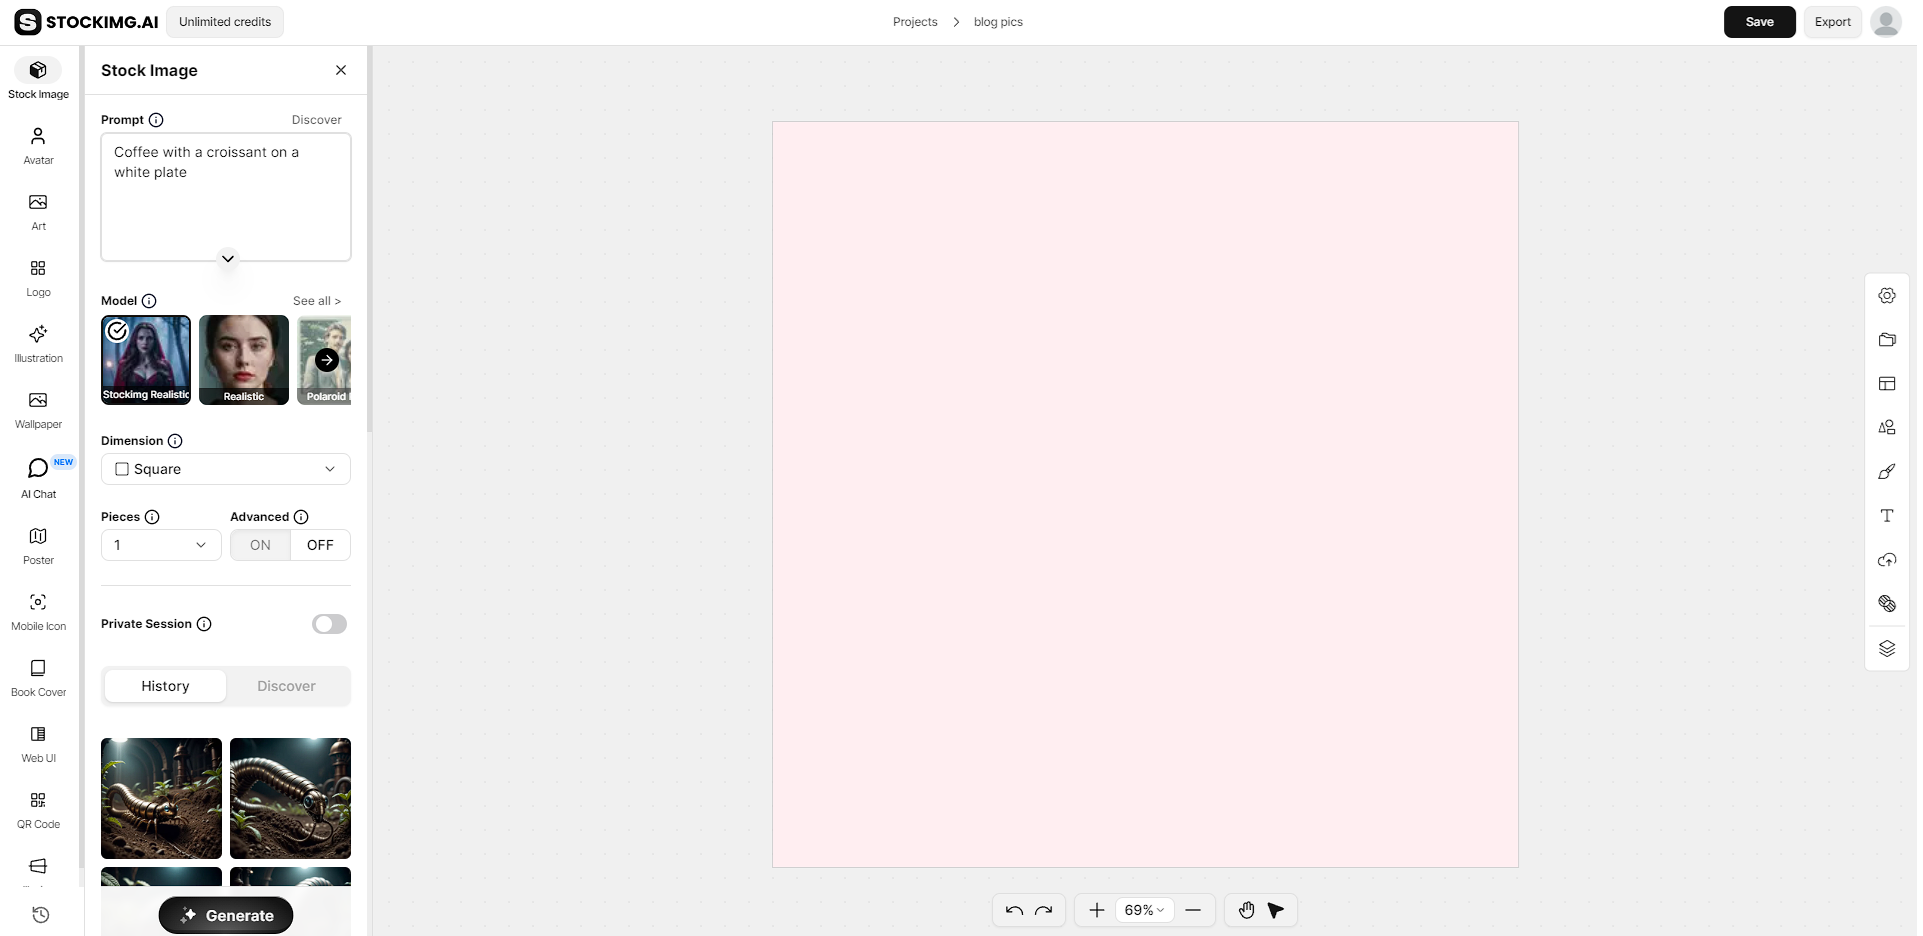 STOCKIMG.AI
Unlimited credits
Projects > blog pics
Save
Export
Stock Image
Avatar
Art
Logo
Illustration
Wallpaper
NEW
AI Chat
Poster
Mobile Icon
Book Cover
Web UI
QR Code
Stock Image
Prompt
Discover
Coffee with a croissant on a
white plate
Model
See all >
Stockimg Realistic
Realistic
Polaroid
Dimension
Square
Pieces
Advanced
1
ON
OFF
Private Session
History
Discover
Generate
69%